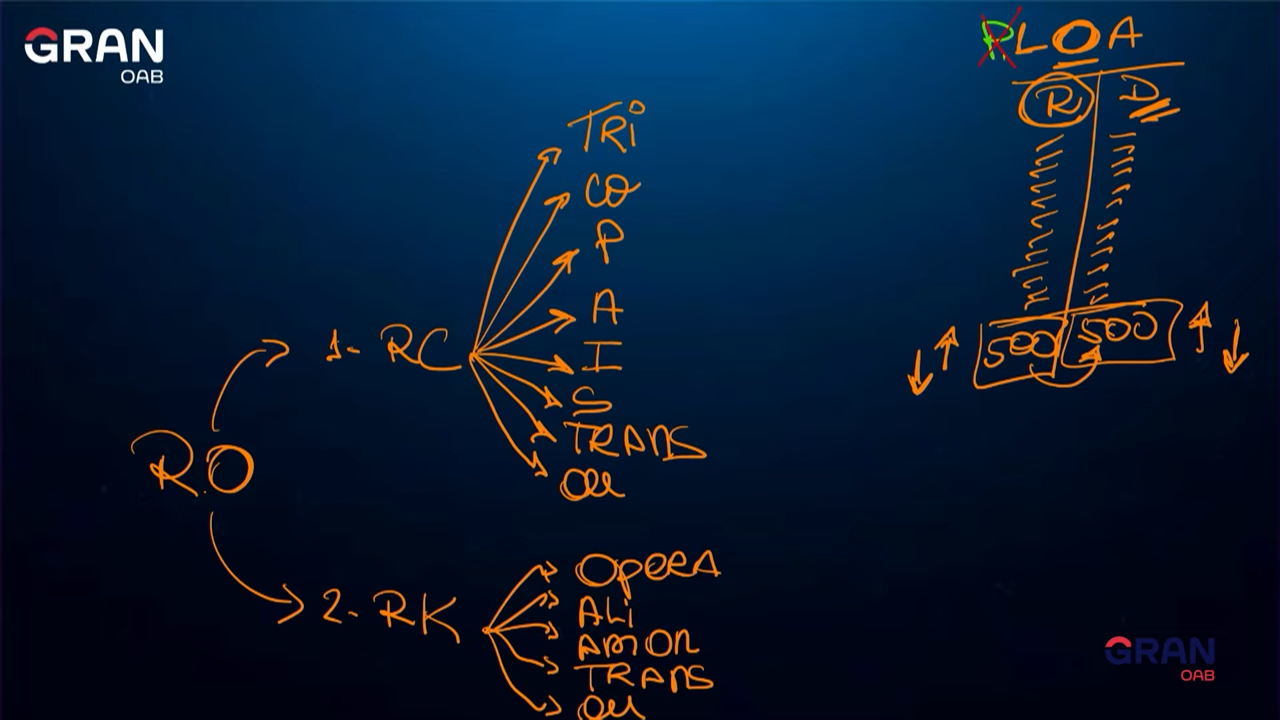 GRAN
OAB
PLOA
R D
500 500
R.O
1- RC
TRi
CO
P
A
I
S
TRANS
OU
2- RK
OPERA
ALi
AMOR
TRANS
OU
GRAN
OAB